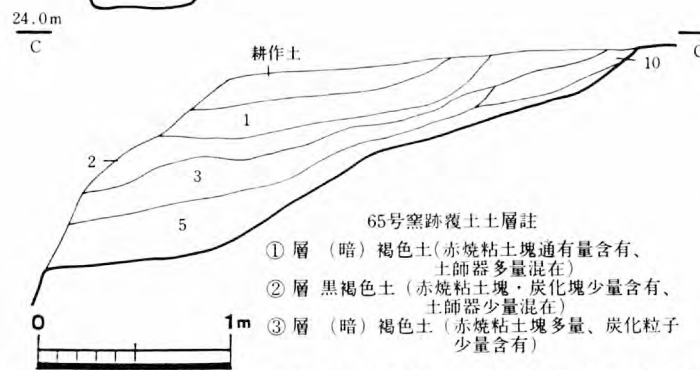 24.0m
C
C
耕作土
10
1
2
3
5
65号窯跡覆土土層註
① 層 (暗) 褐色土(赤焼粘土塊通有量含有、
土師器多量混在)
② 層 黒褐色土 (赤焼粘土塊・炭化塊少量含有、
土師器少量混在)
③ 層 (暗) 褐色土 (赤焼粘土塊多量、炭化粒子
少量含有)
0 1m